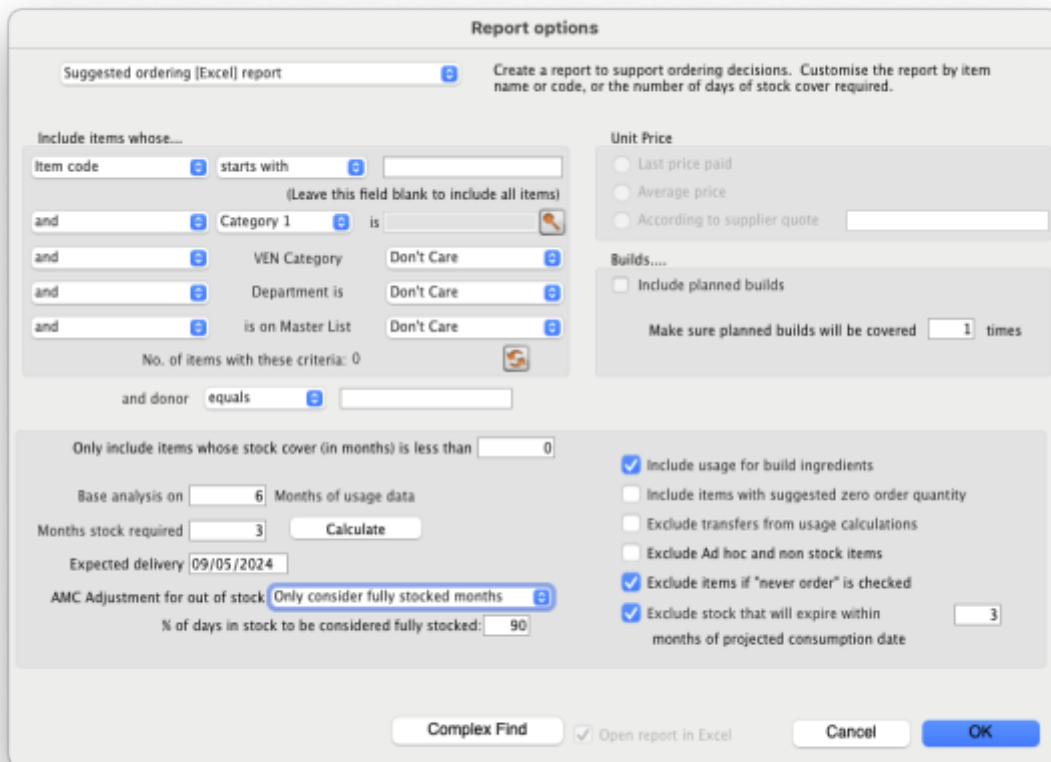 Report options
Suggested ordering [Excel] report
Create a report to support ordering decisions. Customise the report by item
name or code, or the number of days of stock cover required.
Include items whose....
Item code starts with
(Leave this field blank to include all items)
and Category 1 is
and VEN Category Don't Care
and Department is Don't Care
and is on Master List Don't Care
No. of items with these criteria: 0
and donor equals
Unit Price
Last price paid
Average price
According to supplier quote
Builds....
Include planned builds
Make sure planned builds will be covered 1 times
Only include items whose stock cover (in months) is less than 0
Base analysis on 6 Months of usage data
Months stock required 3 Calculate
Expected delivery 09/05/2024
AMC Adjustment for out of stock Only consider fully stocked months
% of days in stock to be considered fully stocked: 90
Include usage for build ingredients
Include items with suggested zero order quantity
Exclude transfers from usage calculations
Exclude Ad hoc and non stock items
Exclude items if "never order" is checked
Exclude stock that will expire within 3
months of projected consumption date
Complex Find Open report in Excel Cancel OK